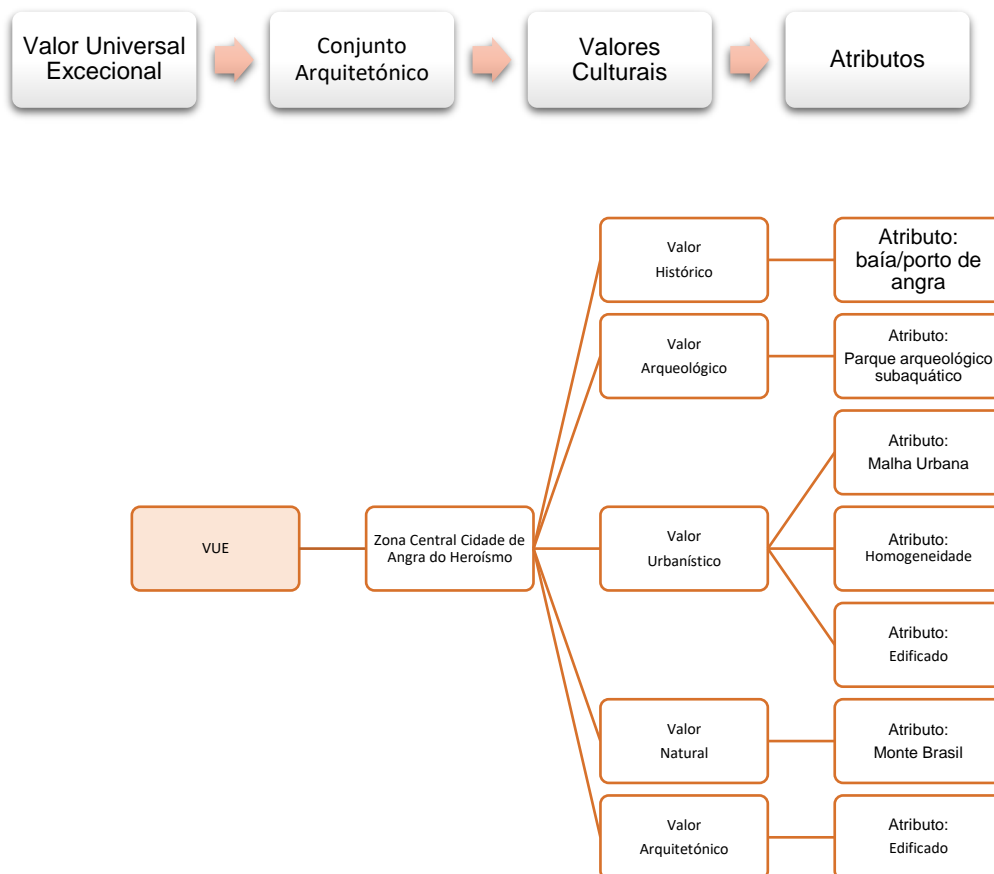 Valor Universal
Excecional
Conjunto
Arquitetónico
Valores
Culturais
Atributos
VUE
Zona Central Cidade de
Angra do Heroísmo
Valor
Histórico
Atributo:
baía/porto de
angra
Valor
Arqueológico
Atributo:
Parque arqueológico
subaquático
Valor
Urbanístico
Atributo:
Malha Urbana
Atributo:
Homogeneidade
Atributo:
Edificado
Valor
Natural
Atributo:
Monte Brasil
Valor
Arquitetónico
Atributo:
Edificado